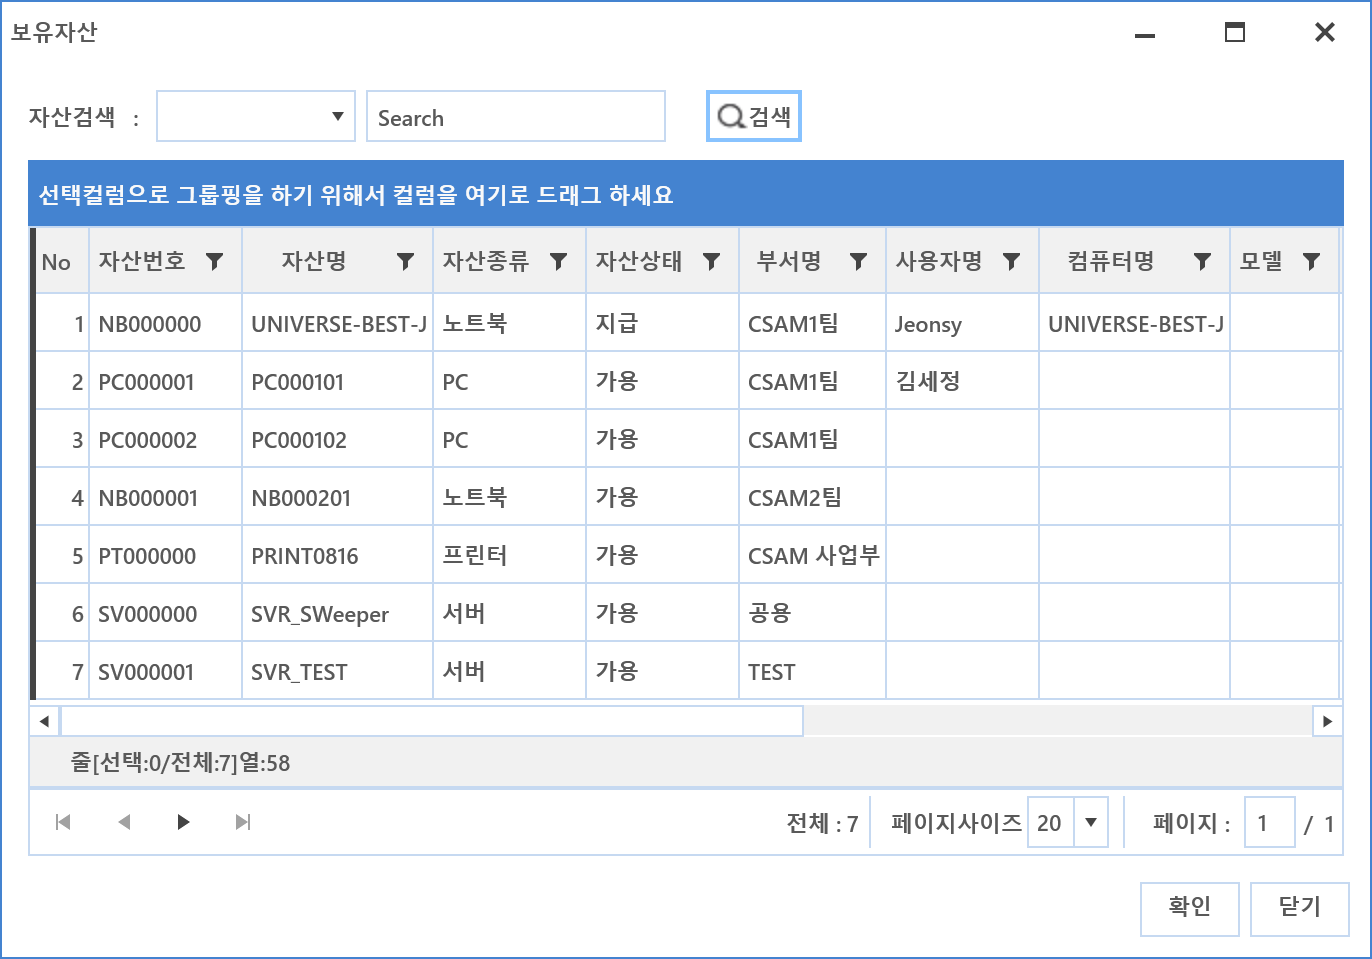 보유자산
자산검색 : Search 검색
선택컬럼으로 그룹핑을 하기 위해서 컬럼을 여기로 드래그 하세요
No 자산번호 자산명 자산종류 자산상태 부서명 사용자명 컴퓨터명 모델
1 NB000000 UNIVERSE-BEST-J 노트북 지급 CSAM1팀 Jeonsy UNIVERSE-BEST-J
2 PC000001 PC000101 PC 가용 CSAM1팀 김세정
3 PC000002 PC000102 PC 가용 CSAM1팀
4 NB000001 NB000201 노트북 가용 CSAM2팀
5 PT000000 PRINT0816 프린터 가용 CSAM 사업부
6 SV000000 SVR_SWeeper 서버 가용 공용
7 SV000001 SVR_TEST 서버 가용 TEST
줄[선택:0/전체:7]열:58
전체 : 7 페이지사이즈 20 페이지 : 1 / 1
확인 닫기